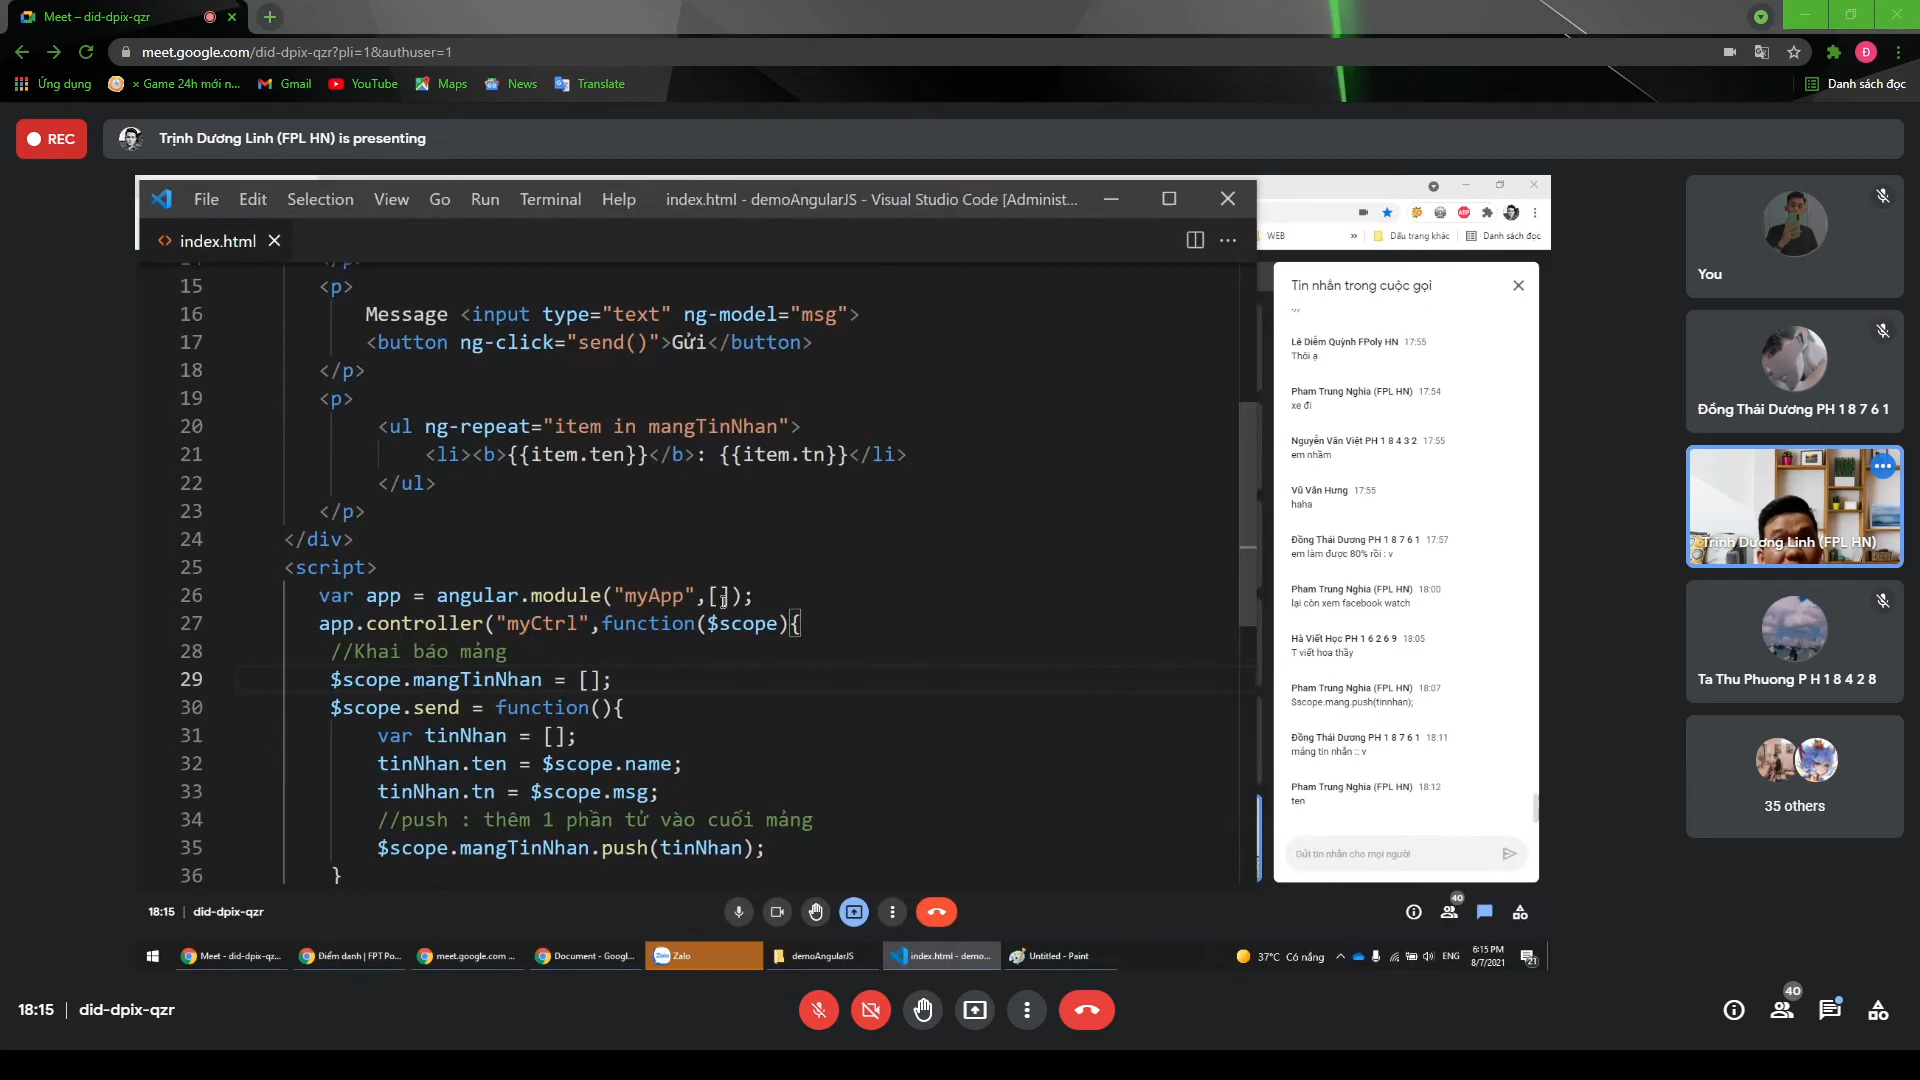 Meet – did-dpix-qzr
meet.google.com/did-dpix-qzr?pli=1&authuser=1
Đ
Ứng dụng
× Game 24h mới n...
Gmail
YouTube
Maps
News
Translate
Danh sách đọc
REC
Trịnh Dương Linh (FPL HN) is presenting
File Edit Selection View Go Run Terminal Help
index.html - demoAngularJS - Visual Studio Code [Administ...
index.html
WEB
»
Dấu trang khác
Danh sách đọc
15 <p>
16 Message <input type="text" ng-model="msg">
17 <button ng-click="send()">Gửi</button>
18 </p>
19 <p>
20 <ul ng-repeat="item in mangTinNhan">
21 <li><b>{{item.ten}}</b>: {{item.tn}}</li>
22 </ul>
23 </p>
24 </div>
25 <script>
26 var app = angular.module("myApp",[]);
27 app.controller("myCtrl",function($scope){
28 //Khai báo mảng
29 $scope.mangTinNhan = [];
30 $scope.send = function(){
31 var tinNhan = [];
32 tinNhan.ten = $scope.name;
33 tinNhan.tn = $scope.msg;
34 //push : thêm 1 phần tử vào cuối mảng
35 $scope.mangTinNhan.push(tinNhan);
36 }
Tin nhắn trong cuộc gọi
Lê Diễm Quỳnh FPoly HN 17:55
Thôi ạ
Pham Trung Nghia (FPL HN) 17:54
xẹ đi
Nguyễn Văn Việt PH 1 8 4 3 2 17:55
em nhầm
Vũ Văn Hưng 17:55
haha
Đồng Thái Dương PH 1 8 7 6 1 17:57
em làm được 80% rồi : v
Pham Trung Nghia (FPL HN) 18:00
lại còn xem facebook watch
Hà Viết Học PH 1 6 2 6 9 18:05
T viết hoa thầy
Pham Trung Nghia (FPL HN) 18:07
$scope.mang.push(tinnhan);
Đồng Thái Dương PH 1 8 7 6 1 18:11
mảng tin nhắn :: v
Pham Trung Nghia (FPL HN) 18:12
ten
Gửi tin nhắn cho mọi người
18:15 | did-dpix-qzr
40
Meet - did-dpix-qz...
Điểm danh | FPT Po...
meet.google.com ...
Document - Googl...
Zalo
demoAngularJS
index.html - demo...
Untitled - Paint
37°C Có nắng
ENG
6:15 PM
8/7/2021
21
You
Đồng Thái Dương PH 1 8 7 6 1
Trịnh Dương Linh (FPL HN)
Ta Thu Phuong P H 1 8 4 2 8
35 others
18:15 | did-dpix-qzr
40